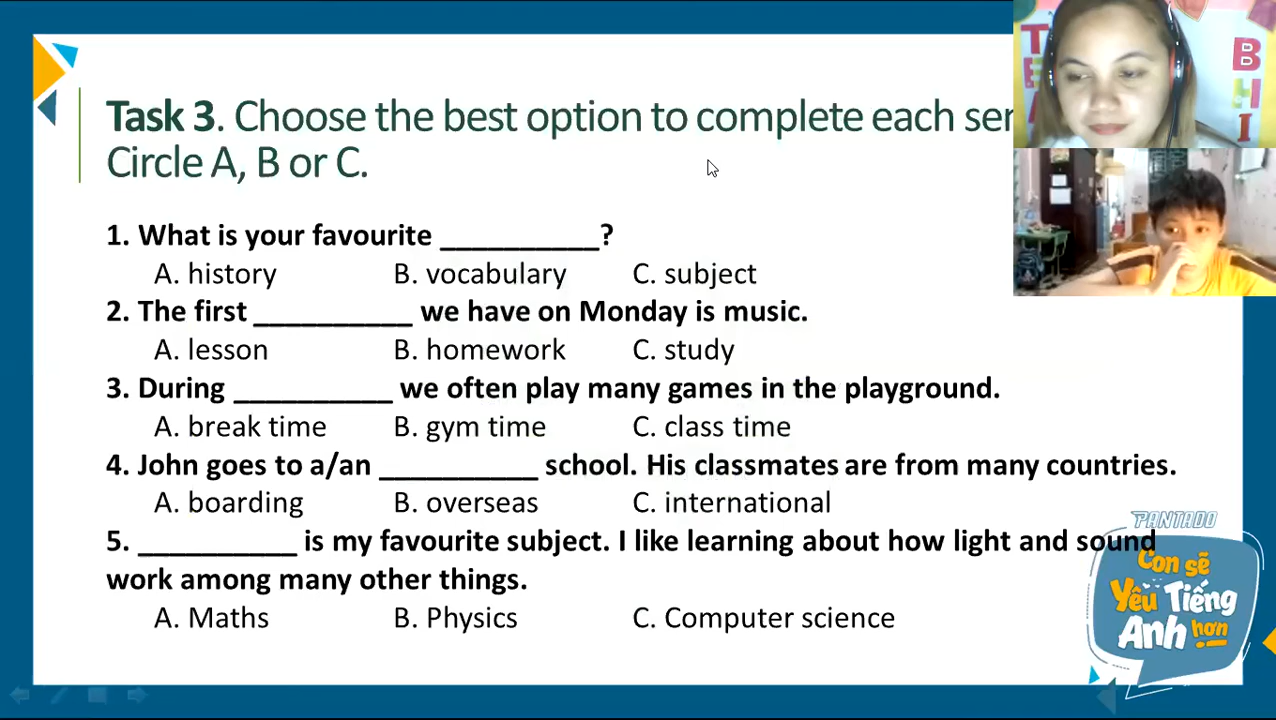 Task 3. Choose the best option to complete each ser
Circle A, B or C.
1. What is your favourite __________?
A. history B. vocabulary C. subject
2. The first __________ we have on Monday is music.
A. lesson B. homework C. study
3. During __________ we often play many games in the playground.
A. break time B. gym time C. class time
4. John goes to a/an __________ school. His classmates are from many countries.
A. boarding B. overseas C. international
5. __________ is my favourite subject. I like learning about how light and sound
work among many other things.
A. Maths B. Physics C. Computer science
PANTADO
Con sẽ
Yêu Tiếng
Anh hơn
B
H
I